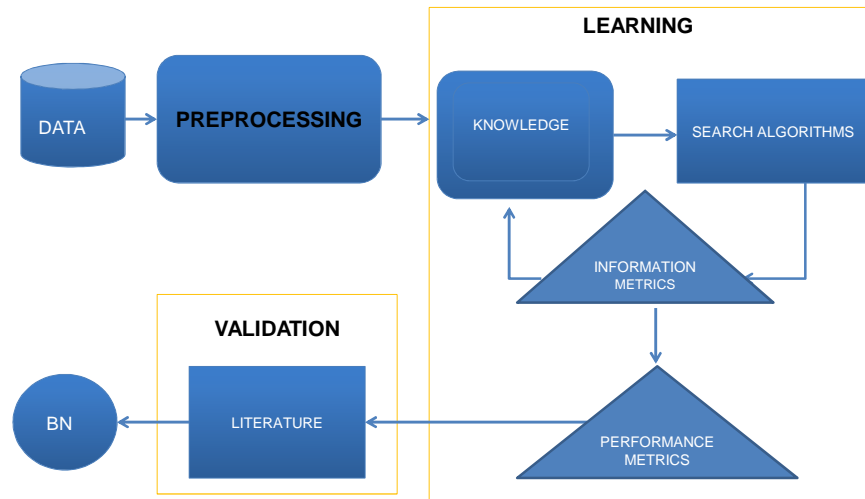 LEARNING
DATA
PREPROCESSING
KNOWLEDGE
SEARCH ALGORITHMS
INFORMATION
METRICS
VALIDATION
BN
LITERATURE
PERFORMANCE
METRICS